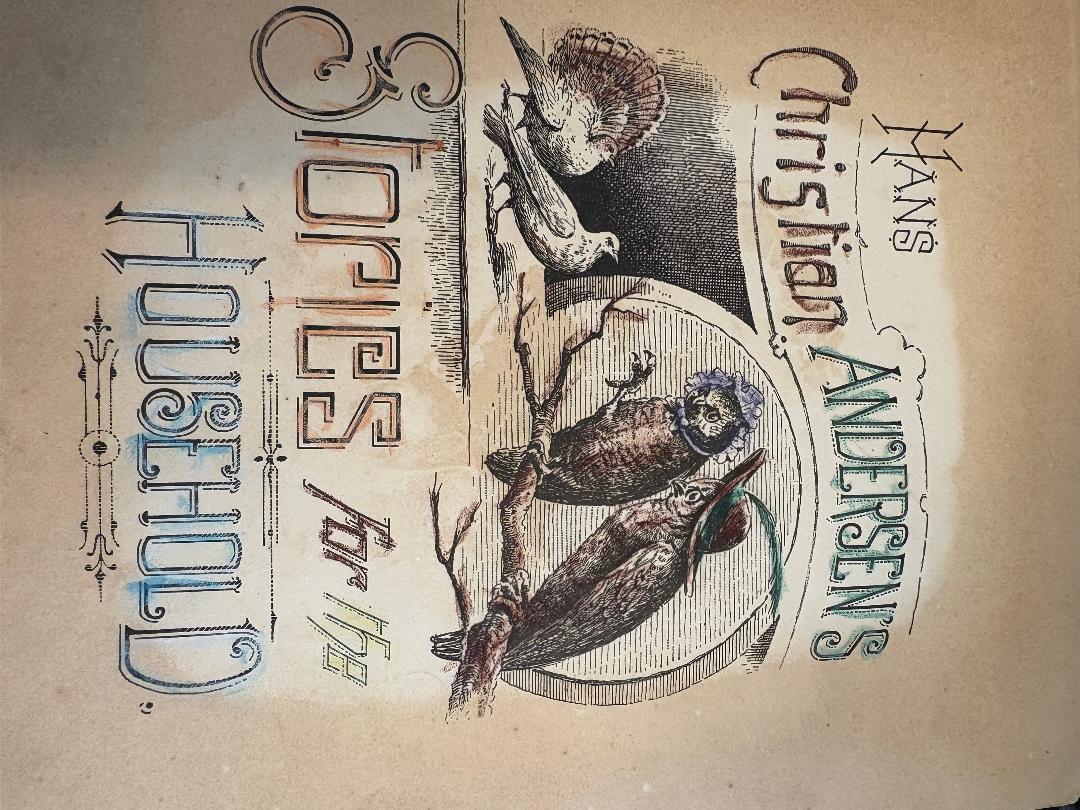 HANS
Christian ANDERSEN'S
STORIES for the
HOUSEHOLD.